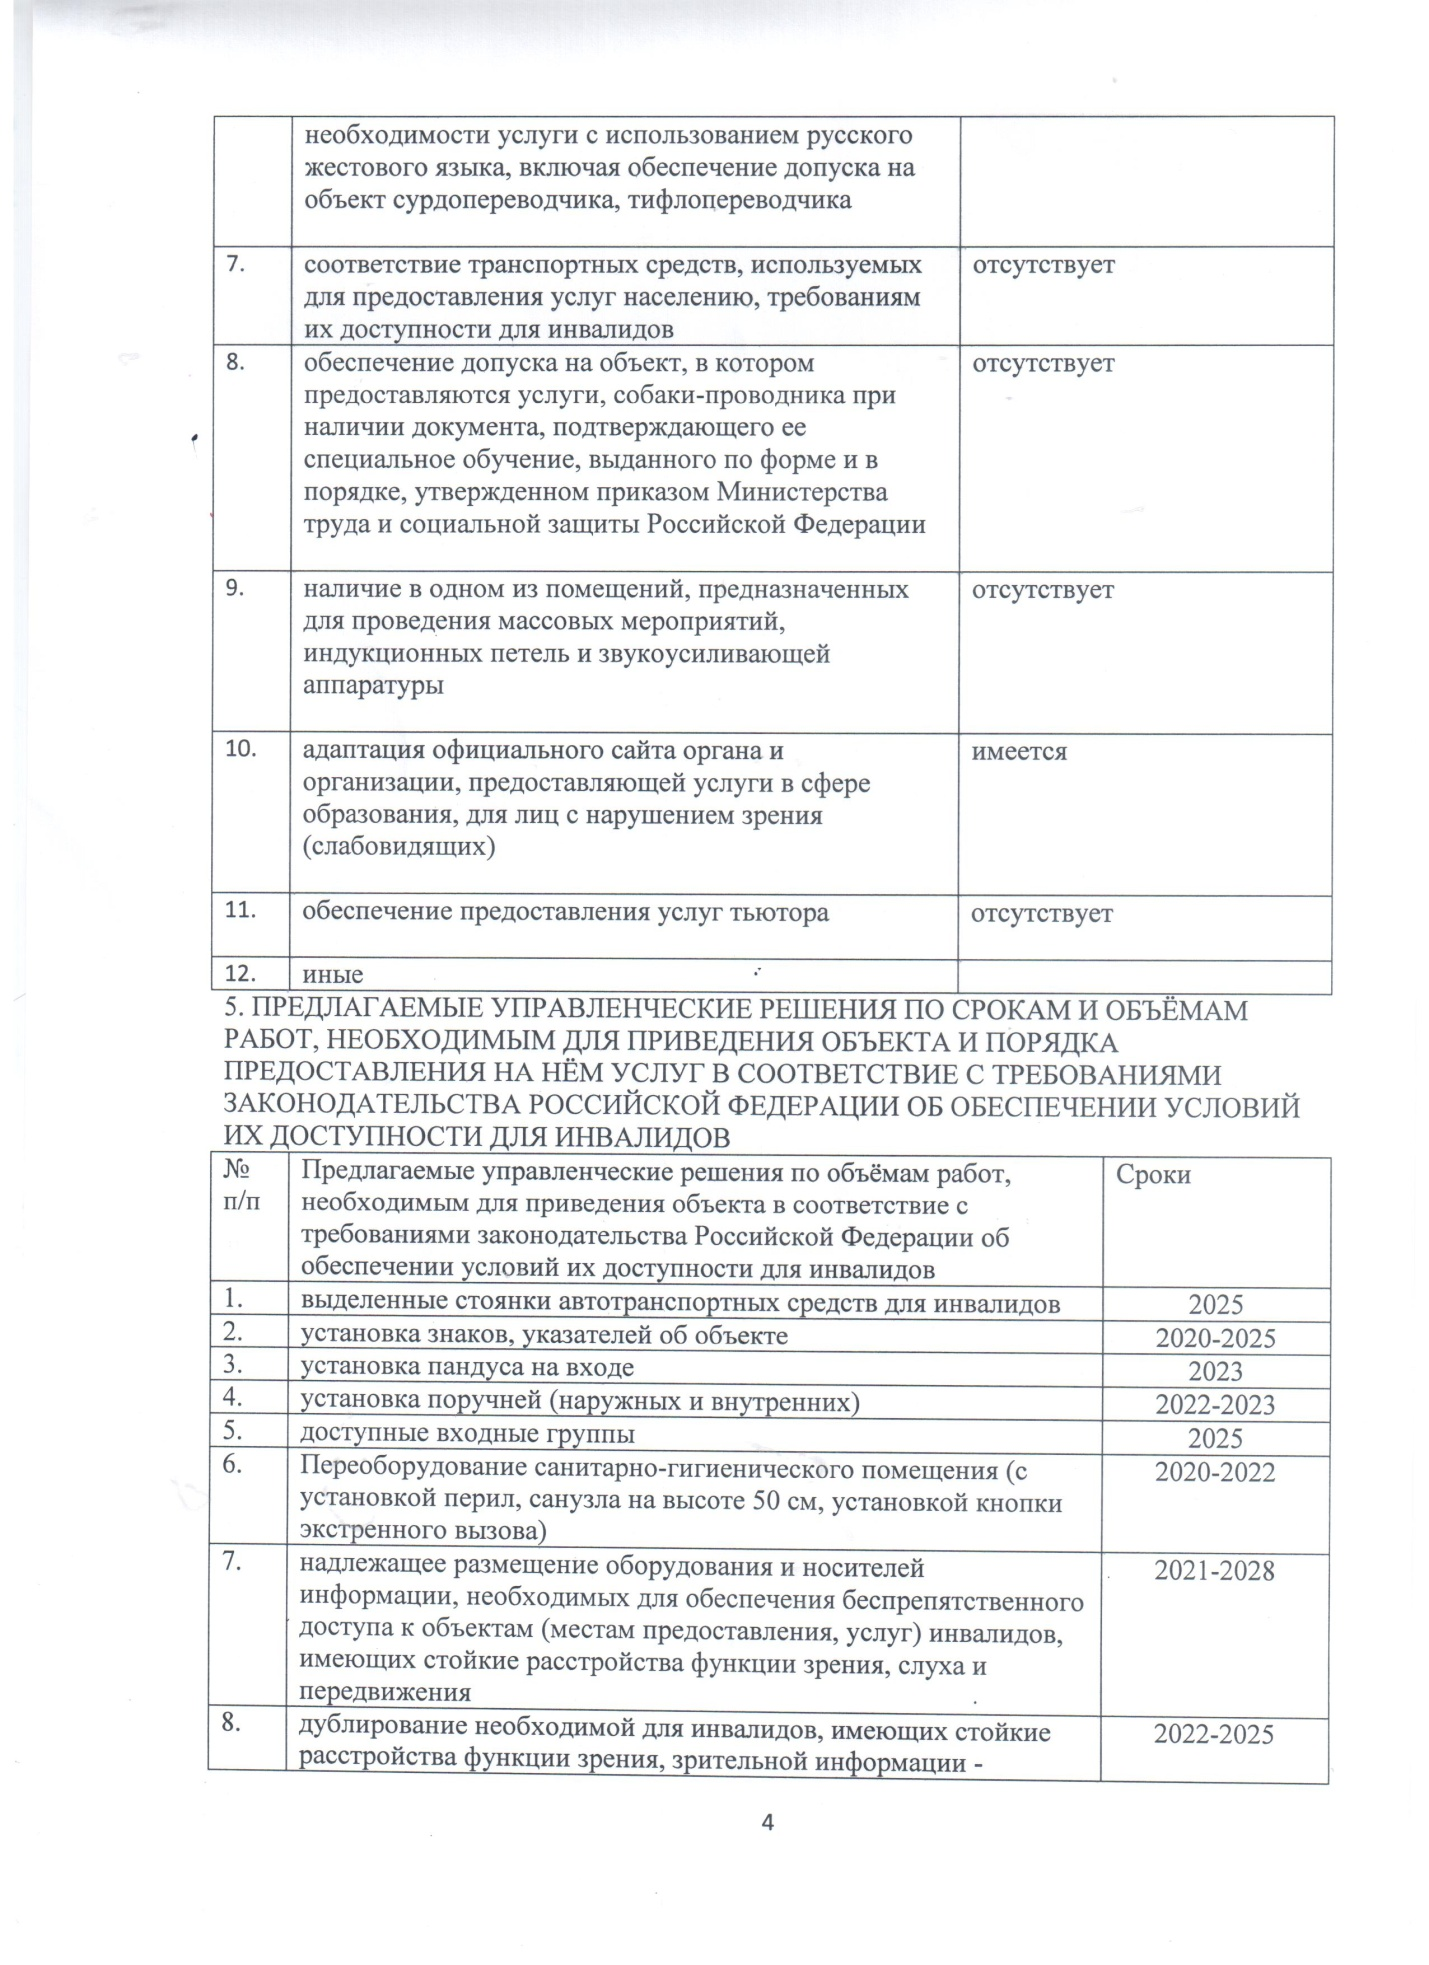 необходимости услуги с использованием русского
жестового языка, включая обеспечение допуска на
объект сурдопереводчика, тифлопереводчика
7.
соответствие транспортных средств, используемых
для предоставления услуг населению, требованиям
их доступности для инвалидов
отсутствует
8.
обеспечение допуска на объект, в котором
предоставляются услуги, собаки-проводника при
наличии документа, подтверждающего ее
специальное обучение, выданного по форме и в
порядке, утвержденном приказом Министерства
труда и социальной защиты Российской Федерации
отсутствует
9.
наличие в одном из помещений, предназначенных
для проведения массовых мероприятий,
индукционных петель и звукоусиливающей
аппаратуры
отсутствует
10.
адаптация официального сайта органа и
организации, предоставляющей услуги в сфере
образования, для лиц с нарушением зрения
(слабовидящих)
имеется
11.
обеспечение предоставления услуг тьютора
отсутствует
12.
иные
5. ПРЕДЛАГАЕМЫЕ УПРАВЛЕНЧЕСКИЕ РЕШЕНИЯ ПО СРОКАМ И ОБЪЁМАМ
РАБОТ, НЕОБХОДИМЫМ ДЛЯ ПРИВЕДЕНИЯ ОБЪЕКТА И ПОРЯДКА
ПРЕДОСТАВЛЕНИЯ НА НЁМ УСЛУГ В СООТВЕТСТВИЕ С ТРЕБОВАНИЯМИ
ЗАКОНОДАТЕЛЬСТВА РОССИЙСКОЙ ФЕДЕРАЦИИ ОБ ОБЕСПЕЧЕНИИ УСЛОВИЙ
ИХ ДОСТУПНОСТИ ДЛЯ ИНВАЛИДОВ
№
п/п
Предлагаемые управленческие решения по объёмам работ,
необходимым для приведения объекта в соответствие с
требованиями законодательства Российской Федерации об
обеспечении условий их доступности для инвалидов
Сроки
1.
выделенные стоянки автотранспортных средств для инвалидов
2025
2.
установка знаков, указателей об объекте
2020-2025
3.
установка пандуса на входе
2023
4.
установка поручней (наружных и внутренних)
2022-2023
5.
доступные входные группы
2025
6.
Переоборудование санитарно-гигиенического помещения (с
установкой перил, санузла на высоте 50 см, установкой кнопки
экстренного вызова)
2020-2022
7.
надлежащее размещение оборудования и носителей
информации, необходимых для обеспечения беспрепятственного
доступа к объектам (местам предоставления, услуг) инвалидов,
имеющих стойкие расстройства функции зрения, слуха и
передвижения
2021-2028
8.
дублирование необходимой для инвалидов, имеющих стойкие
расстройства функции зрения, зрительной информации -
2022-2025
4